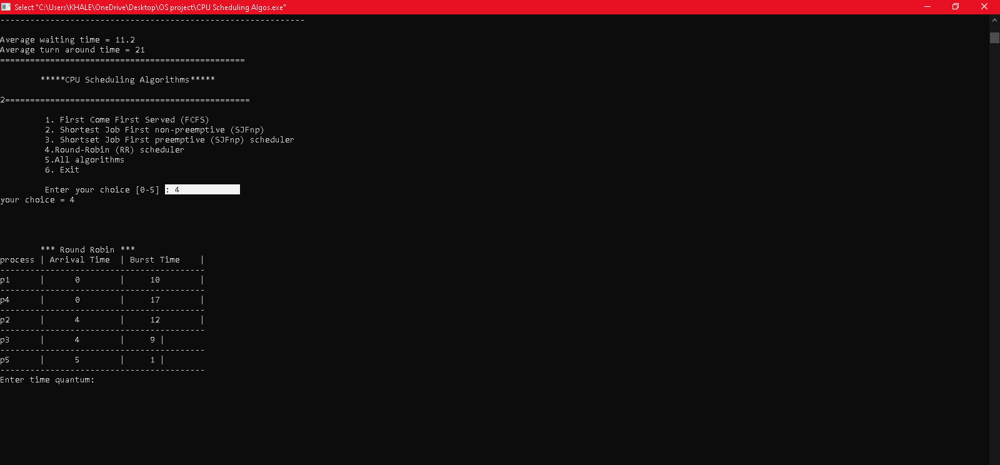 Select "C:\Users\KHALE\OneDrive\Desktop\OS project\CPU Scheduling Algos.exe"
-------------------------------------------------------------
Average waiting time = 11.2
Average turn around time = 21
=================================================
*****CPU Scheduling Algorithms*****
2=================================================
1. First Come First Served (FCFS)
2. Shortest Job First non-preemptive (SJFnp)
3. Shortset Job First preemptive (SJFnp) scheduler
4.Round-Robin (RR) scheduler
5.All algorithms
6. Exit
Enter your choice [0-5] : 4
your choice = 4
*** Round Robin ***
process | Arrival Time  | Burst Time    |
-----------------------------------------
p1      |      0        |     10        |
-----------------------------------------
p4      |      0        |     17        |
-----------------------------------------
p2      |      4        |     12        |
-----------------------------------------
p3      |      4        |     9 |
-----------------------------------------
p5      |      5        |     1 |
-----------------------------------------
Enter time quantum: